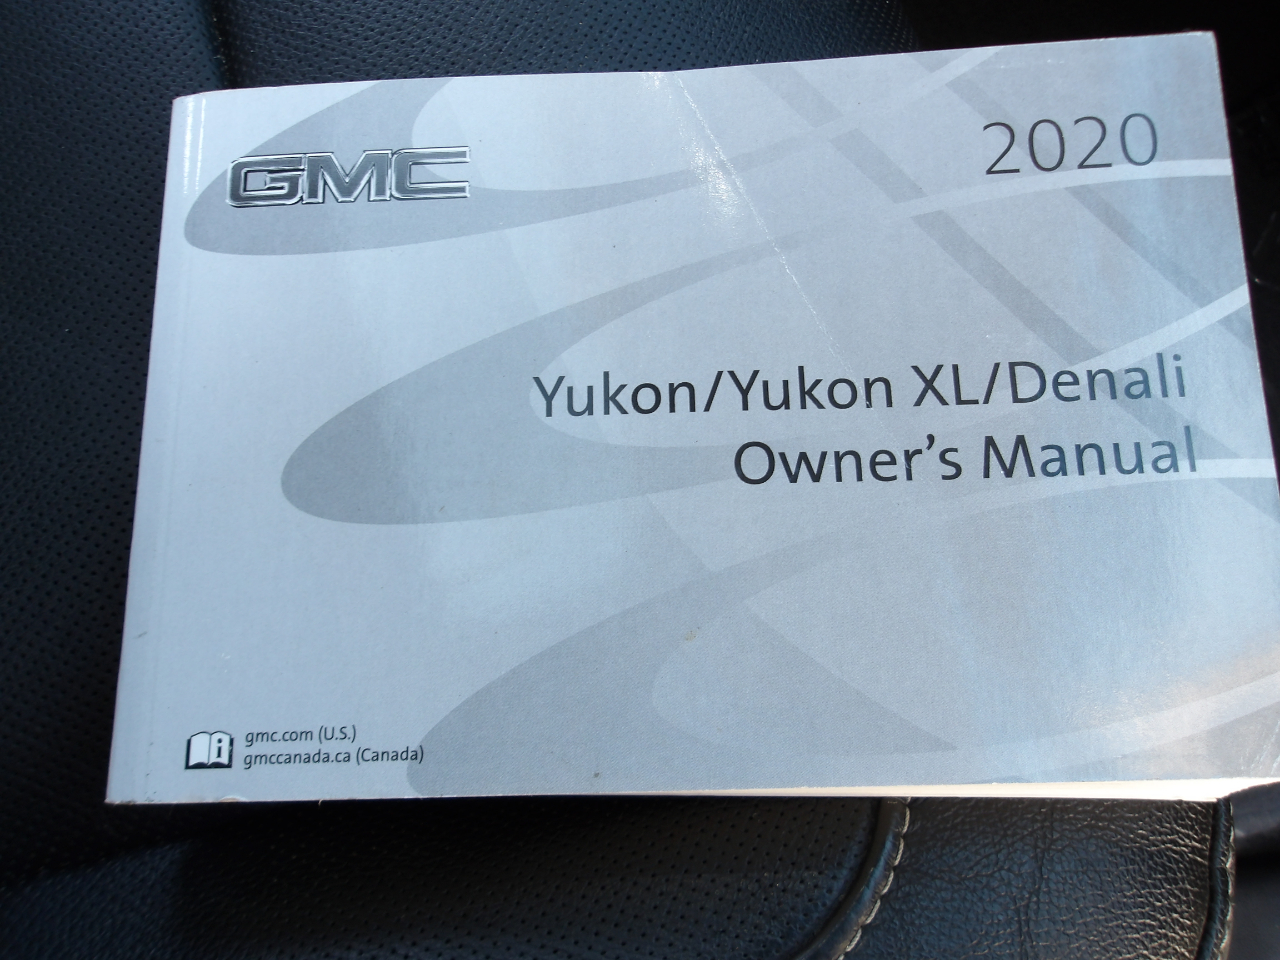 GMC
2020
Yukon/Yukon XL/Denali
Owner's Manual
i
gmc.com (U.S.)
gmccanada.ca (Canada)